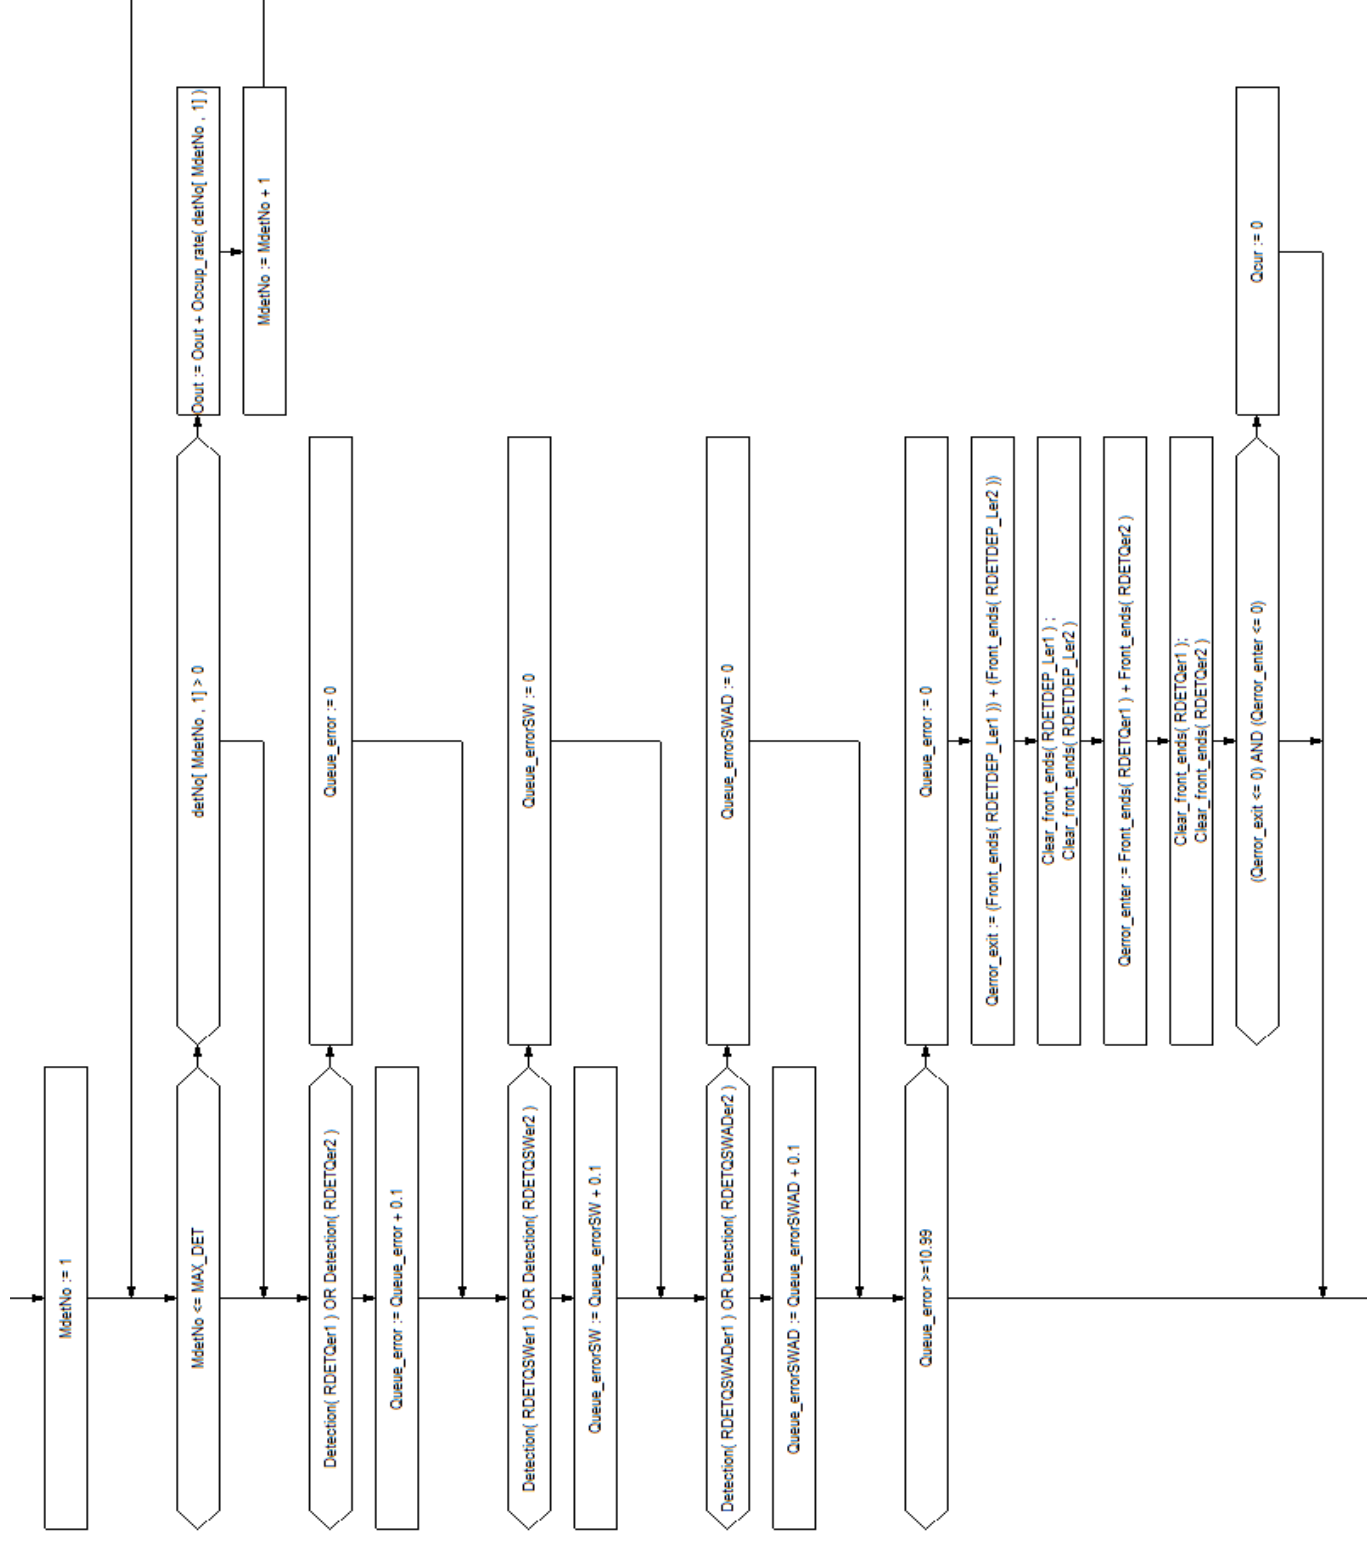 MdetNo := 1
MdetNo <= MAX_DET
detNo[ MdetNo , 1] > 0
Oout := Oout + Occup_rate( detNo[ MdetNo , 1] )
MdetNo := MdetNo + 1
Detection( RDETQer1 ) OR Detection( RDETQer2 )
Queue_error := 0
Queue_error := Queue_error + 0.1
Detection( RDETQSWer1 ) OR Detection( RDETQSWer2 )
Queue_errorSW := 0
Queue_errorSW := Queue_errorSW + 0.1
Detection( RDETQSWADer1 ) OR Detection( RDETQSWADer2 )
Queue_errorSWAD := 0
Queue_errorSWAD := Queue_errorSWAD + 0.1
Queue_error >=10.99
Queue_error := 0
Qerror_exit := (Front_ends( RDETDEP_Ler1 )) + (Front_ends( RDETDEP_Ler2 ))
Clear_front_ends( RDETDEP_Ler1 ) ;
Clear_front_ends( RDETDEP_Ler2 )
Qerror_enter := Front_ends( RDETQer1 ) + Front_ends( RDETQer2 )
Clear_front_ends( RDETQer1 );
Clear_front_ends( RDETQer2 )
(Qerror_exit <= 0) AND (Qerror_enter <= 0)
Qcur := 0